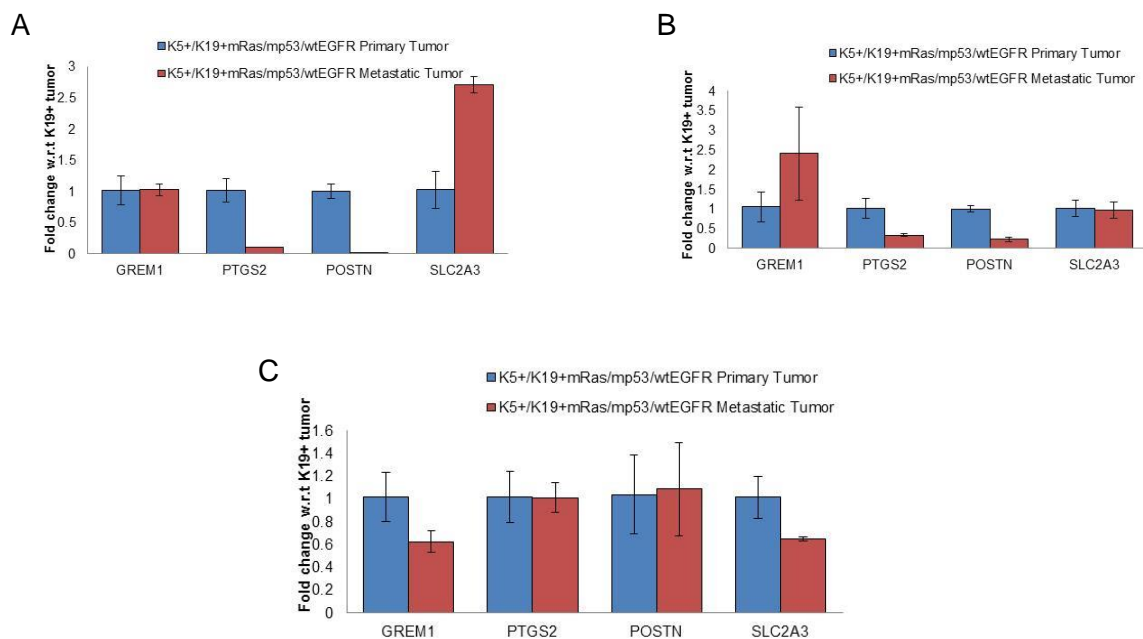 A
K5+/K19+mRas/mp53/wtEGFR Primary Tumor
K5+/K19+mRas/mp53/wtEGFR Metastatic Tumor
Fold change w.r.t K19+ tumor
3
2.5
2
1.5
1
0.5
0
GREM1 PTGS2 POSTN SLC2A3
B
K5+/K19+mRas/mp53/wtEGFR Primary Tumor
K5+/K19+mRas/mp53/wtEGFR Metastatic Tumor
Fold change w.r.t K19+ tumor
4
3.5
3
2.5
2
1.5
1
0.5
0
GREM1 PTGS2 POSTN SLC2A3
C
K5+/K19+mRas/mp53/wtEGFR Primary Tumor
K5+/K19+mRas/mp53/wtEGFR Metastatic Tumor
Fold change w.r.t K19+ tumor
1.6
1.4
1.2
1
0.8
0.6
0.4
0.2
0
GREM1 PTGS2 POSTN SLC2A3